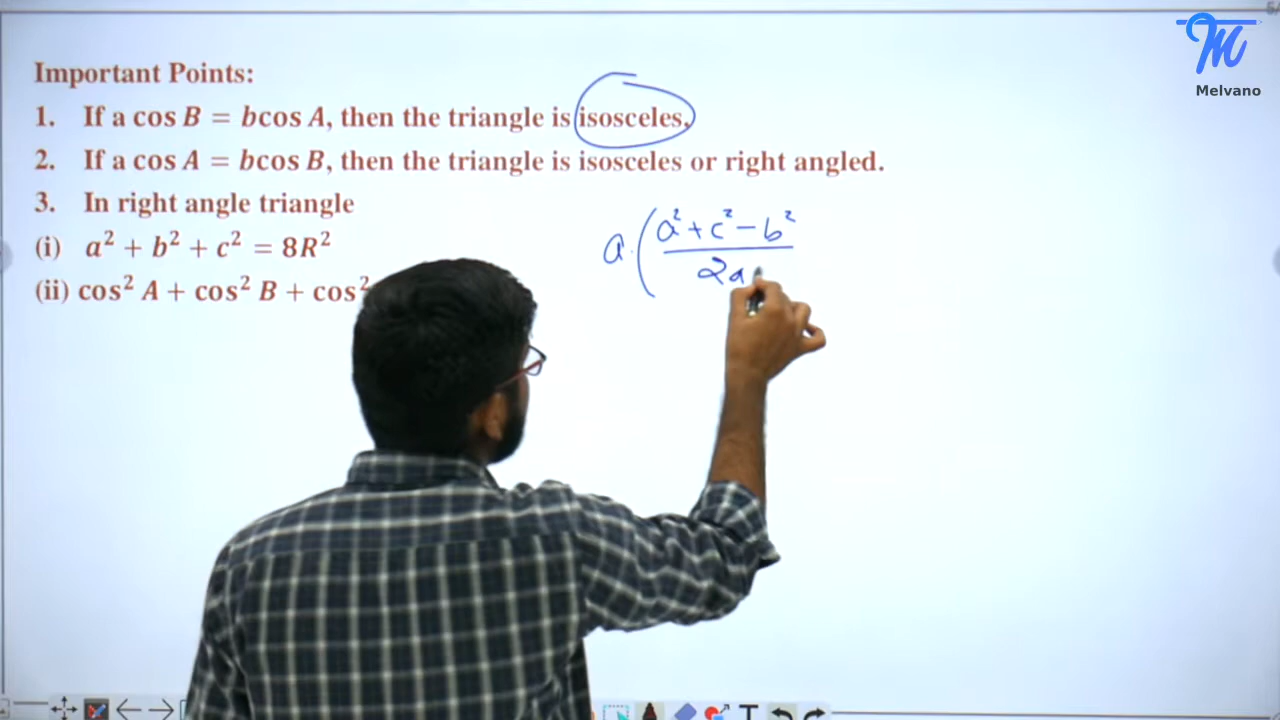 Melvano
Important Points:
1. If a cos B = bcos A, then the triangle is isosceles.
2. If a cos A = bcos B, then the triangle is isosceles or right angled.
3. In right angle triangle
(i) a² + b² + c² = 8R²
(ii) cos² A + cos² B + cos²
a · ( a² + c² − b² / 2a